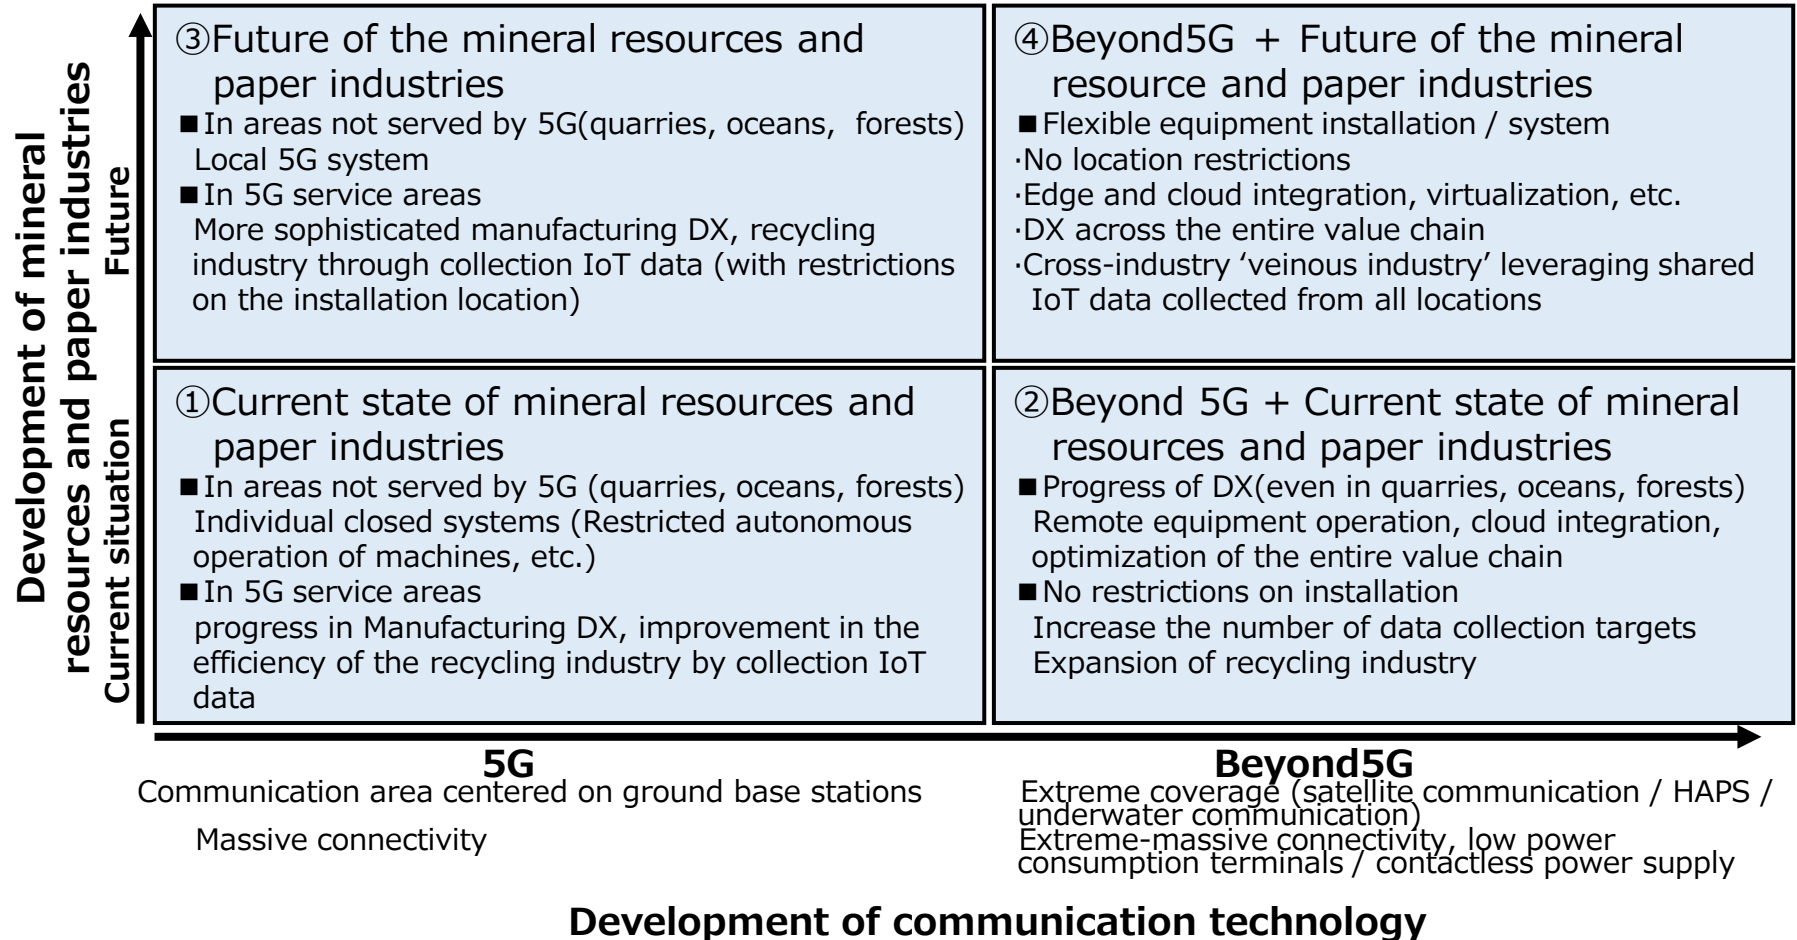 Development of mineral
resources and paper industries
Future
Current situation
③Future of the mineral resources and
paper industries
■In areas not served by 5G(quarries, oceans, forests)
Local 5G system
■In 5G service areas
More sophisticated manufacturing DX, recycling
industry through collection IoT data (with restrictions
on the installation location)
④Beyond5G + Future of the mineral
resource and paper industries
■Flexible equipment installation / system
·No location restrictions
·Edge and cloud integration, virtualization, etc.
·DX across the entire value chain
·Cross-industry ‘veinous industry’ leveraging shared
IoT data collected from all locations
①Current state of mineral resources and
paper industries
■In areas not served by 5G (quarries, oceans, forests)
Individual closed systems (Restricted autonomous
operation of machines, etc.)
■In 5G service areas
progress in Manufacturing DX, improvement in the
efficiency of the recycling industry by collection IoT
data
②Beyond 5G + Current state of mineral
resources and paper industries
■Progress of DX(even in quarries, oceans, forests)
Remote equipment operation, cloud integration,
optimization of the entire value chain
■No restrictions on installation
Increase the number of data collection targets
Expansion of recycling industry
5G
Communication area centered on ground base stations
Massive connectivity
Beyond5G
Extreme coverage (satellite communication / HAPS /
underwater communication)
Extreme-massive connectivity, low power
consumption terminals / contactless power supply
Development of communication technology